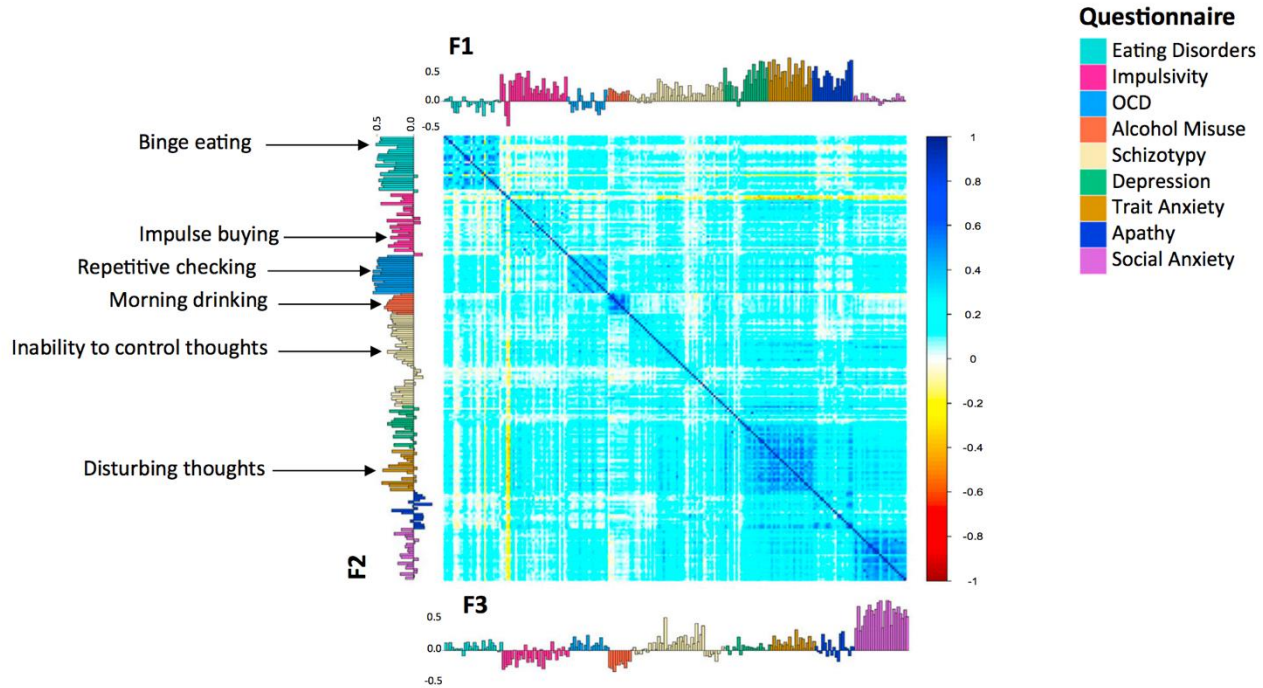 Questionnaire
Eating Disorders
Impulsivity
OCD
Alcohol Misuse
Schizotypy
Depression
Trait Anxiety
Apathy
Social Anxiety
F1
0.5
0.0
-0.5
0.5
0.0
Binge eating
Impulse buying
Repetitive checking
Morning drinking
Inability to control thoughts
Disturbing thoughts
F2
1
0.8
0.6
0.4
0.2
0
-0.2
-0.4
-0.6
-0.8
-1
F3
0.5
0.0
-0.5